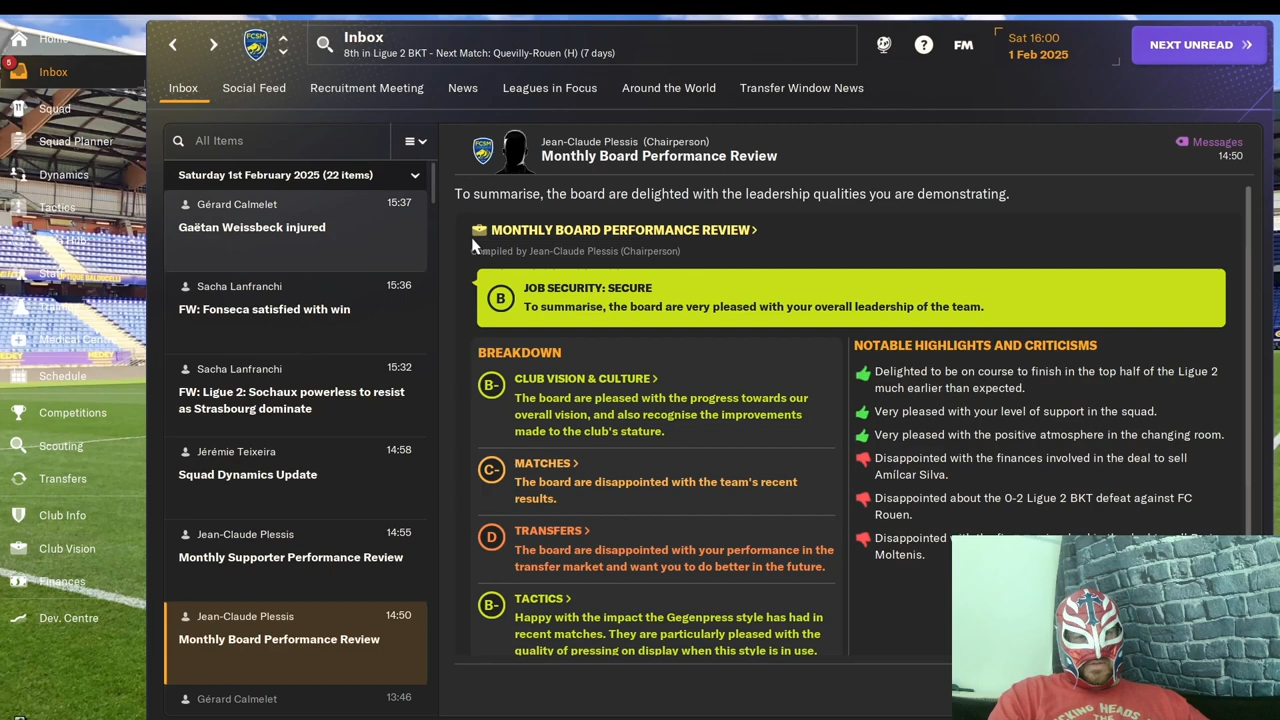 Home
Inbox
8th in Ligue 2 BKT - Next Match: Quevilly-Rouen (H) (7 days)
FM
Sat 16:00
1 Feb 2025
NEXT UNREAD
5
Inbox
Squad
Squad Planner
Dynamics
Tactics
Medical Centre
Schedule
Competitions
Scouting
Transfers
Club Info
Club Vision
Finances
Dev. Centre
Inbox
Social Feed
Recruitment Meeting
News
Leagues in Focus
Around the World
Transfer Window News
All Items
Saturday 1st February 2025 (22 items)
Gérard Calmelet
15:37
Gaëtan Weissbeck injured
Sacha Lanfranchi
15:36
FW: Fonseca satisfied with win
Sacha Lanfranchi
15:32
FW: Ligue 2: Sochaux powerless to resist
as Strasbourg dominate
Jérémie Teixeira
14:58
Squad Dynamics Update
Jean-Claude Plessis
14:55
Monthly Supporter Performance Review
Jean-Claude Plessis
14:50
Monthly Board Performance Review
Gérard Calmelet
13:46
Jean-Claude Plessis (Chairperson)
Monthly Board Performance Review
Messages
14:50
To summarise, the board are delighted with the leadership qualities you are demonstrating.
MONTHLY BOARD PERFORMANCE REVIEW >
by Jean-Claude Plessis (Chairperson)
B
JOB SECURITY: SECURE
To summarise, the board are very pleased with your overall leadership of the team.
BREAKDOWN
B-
CLUB VISION & CULTURE >
The board are pleased with the progress towards our
overall vision, and also recognise the improvements
made to the club's stature.
C-
MATCHES >
The board are disappointed with the team's recent
results.
D
TRANSFERS >
The board are disappointed with your performance in the
transfer market and want you to do better in the future.
B-
TACTICS >
Happy with the impact the Gegenpress style has had in
recent matches. They are particularly pleased with the
quality of pressing on display when this style is in use.
NOTABLE HIGHLIGHTS AND CRITICISMS
Delighted to be on course to finish in the top half of the Ligue 2
much earlier than expected.
Very pleased with your level of support in the squad.
Very pleased with the positive atmosphere in the changing room.
Disappointed with the finances involved in the deal to sell
Amílcar Silva.
Disappointed about the 0-2 Ligue 2 BKT defeat against FC
Rouen.
Disappointed
Moltenis.